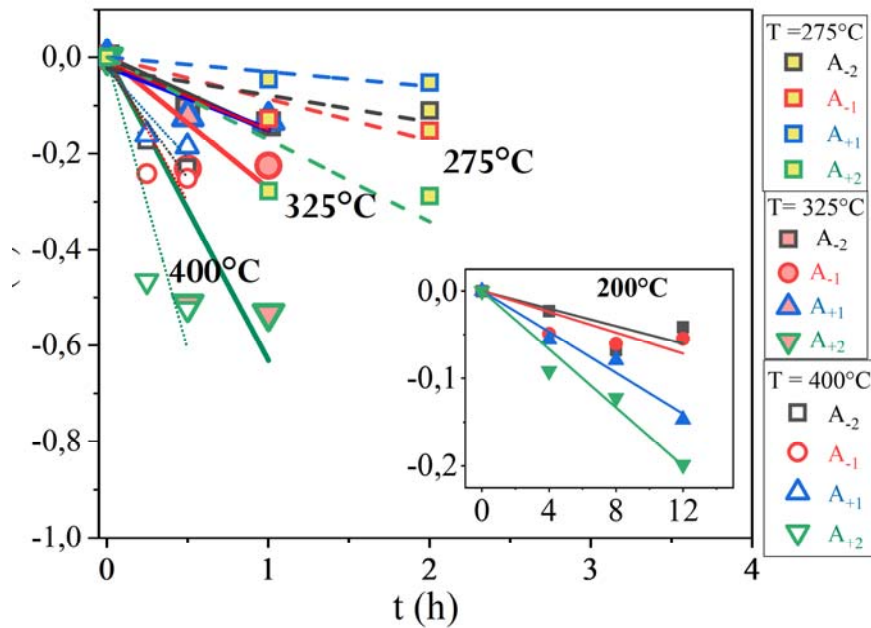 0,0
-0,2
-0,4
-0,6
-0,8
-1,0
0
1
2
3
4
t (h)
275°C
325°C
400°C
200°C
0,0
-0,1
-0,2
0
4
8
12
T =275°C
A-2
A-1
A+1
A+2
T= 325°C
A-2
A-1
A+1
A+2
T = 400°C
A-2
A-1
A+1
A+2